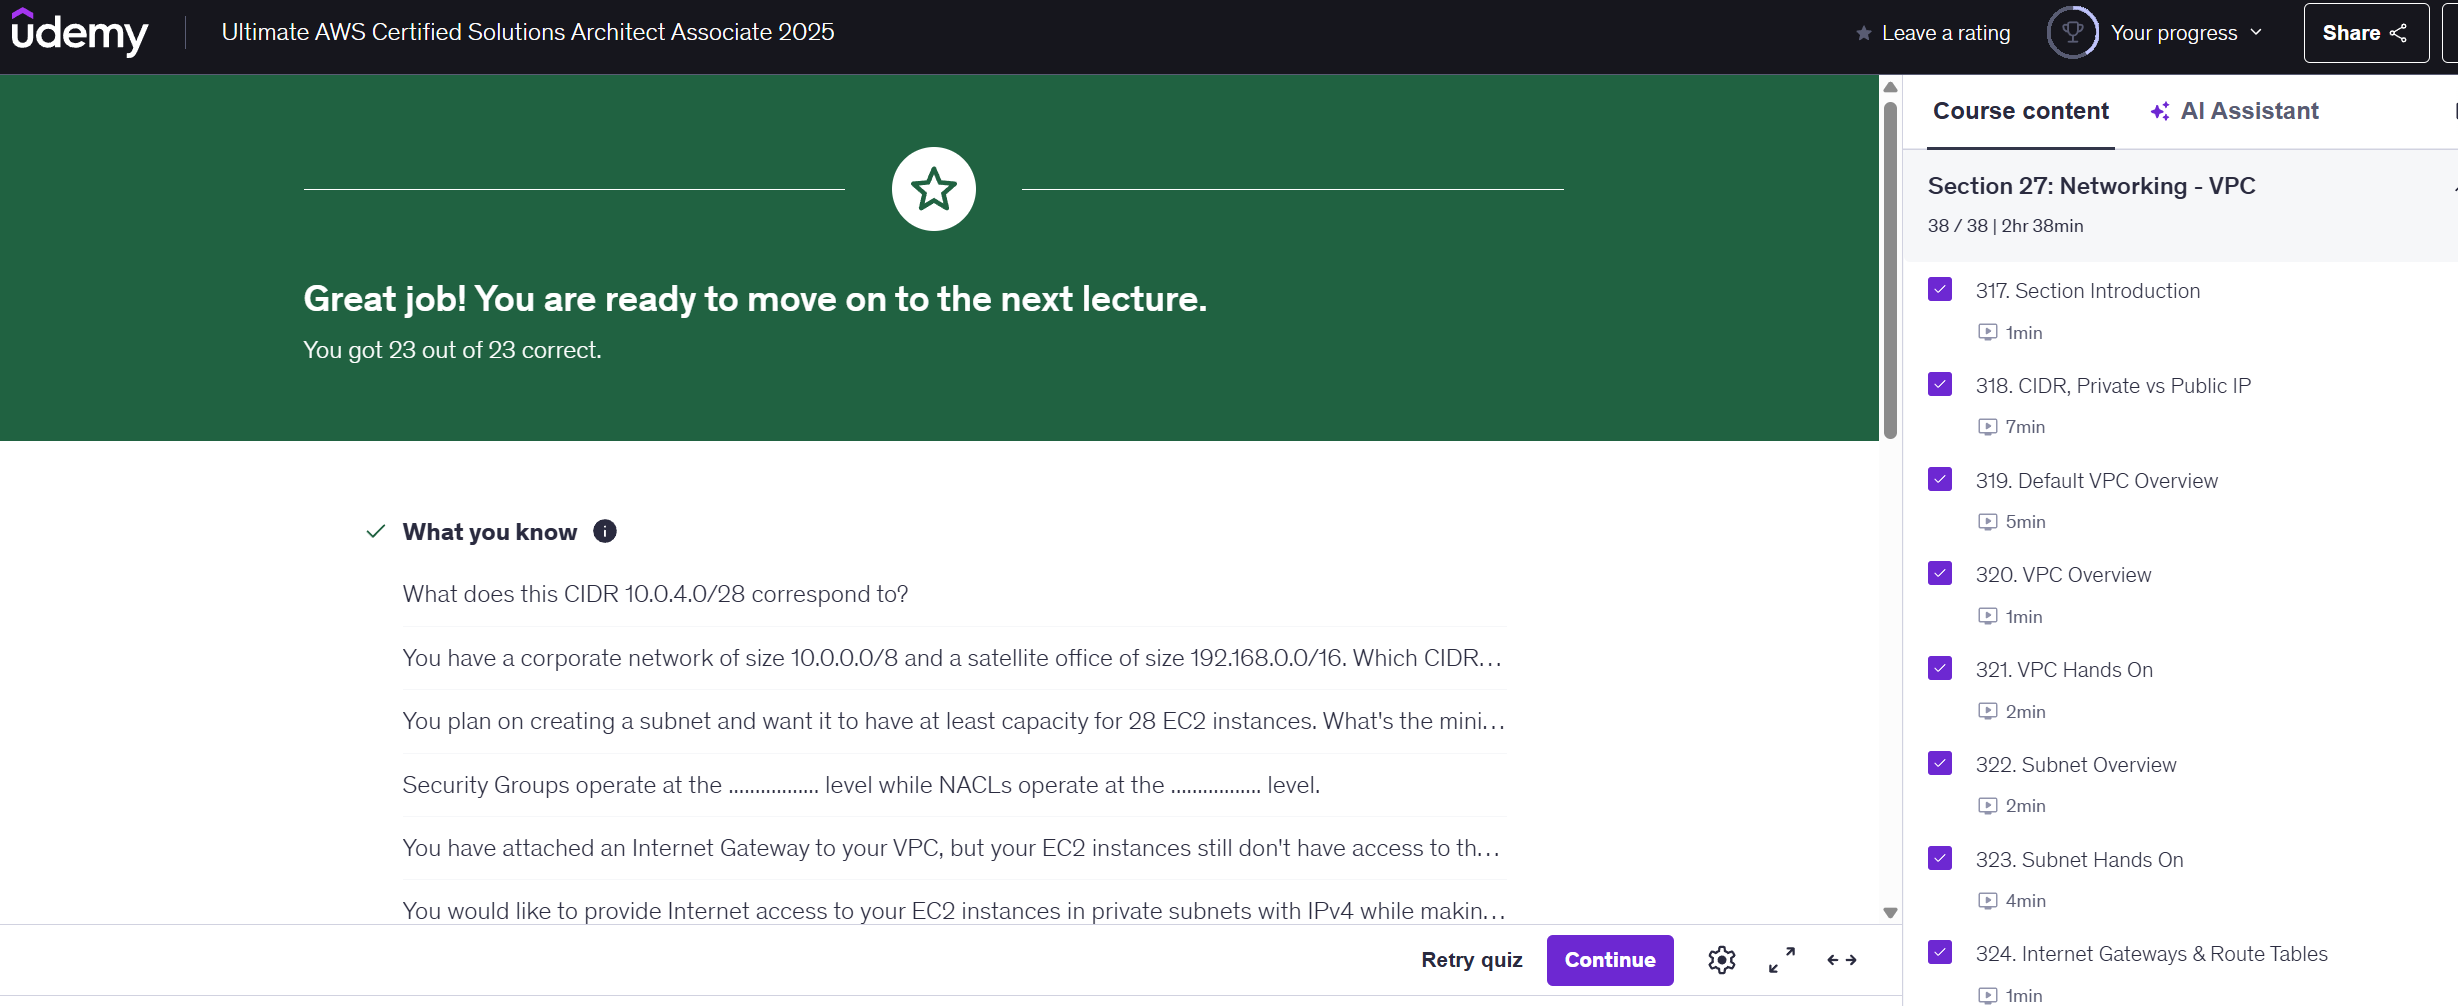 udemy
Ultimate AWS Certified Solutions Architect Associate 2025
Leave a rating
Your progress
Share
Great job! You are ready to move on to the next lecture.
You got 23 out of 23 correct.
What you know
What does this CIDR 10.0.4.0/28 correspond to?
You have a corporate network of size 10.0.0.0/8 and a satellite office of size 192.168.0.0/16. Which CIDR...
You plan on creating a subnet and want it to have at least capacity for 28 EC2 instances. What's the mini...
Security Groups operate at the ................. level while NACLs operate at the ................. level.
You have attached an Internet Gateway to your VPC, but your EC2 instances still don't have access to th...
You would like to provide Internet access to your EC2 instances in private subnets with IPv4 while makin...
Retry quiz
Continue
Course content
AI Assistant
Section 27: Networking - VPC
38 / 38 | 2hr 38min
317. Section Introduction
1min
318. CIDR, Private vs Public IP
7min
319. Default VPC Overview
5min
320. VPC Overview
1min
321. VPC Hands On
2min
322. Subnet Overview
2min
323. Subnet Hands On
4min
324. Internet Gateways & Route Tables
1min